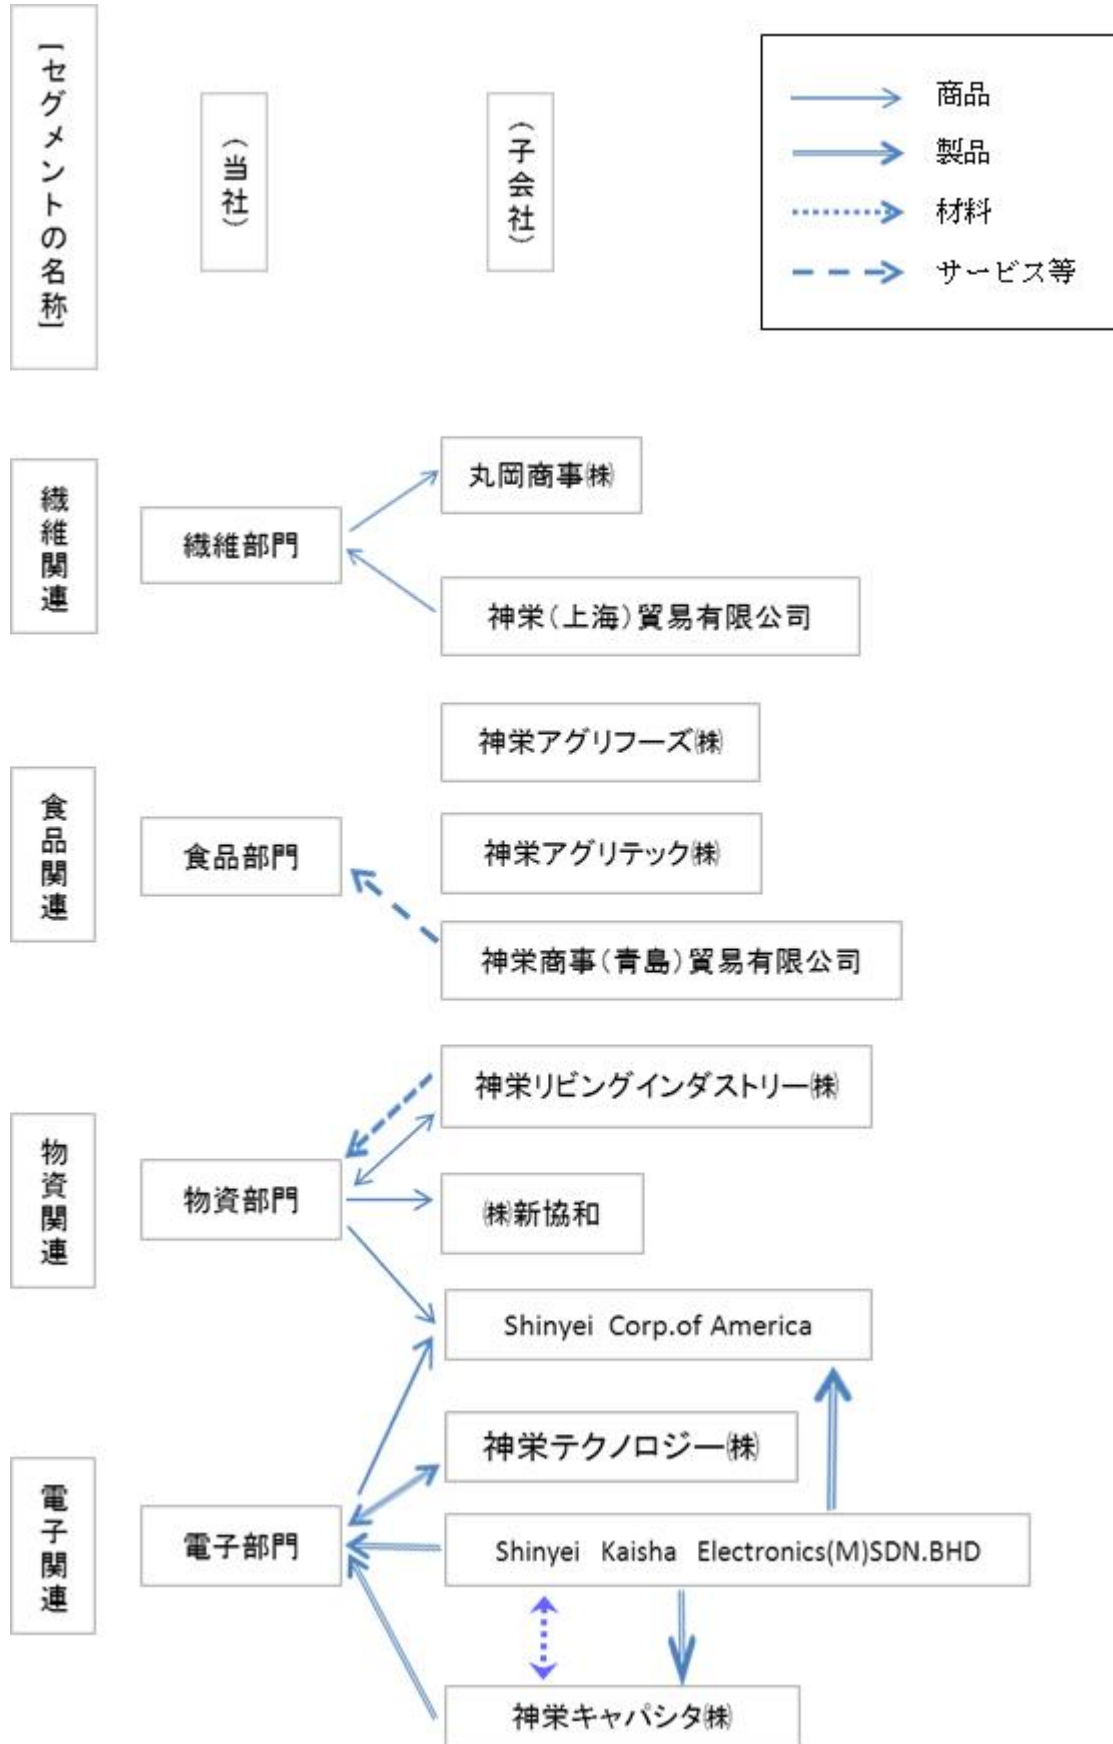 [セグメントの名称]
(当社)
(子会社)
商品
製品
材料
サービス等
繊維関連
繊維部門
丸岡商事㈱
神栄(上海)貿易有限公司
食品関連
食品部門
神栄アグリフーズ㈱
神栄アグリテック㈱
神栄商事(青島)貿易有限公司
物資関連
物資部門
神栄リビングインダストリー㈱
㈱新協和
Shinyei Corp.of America
電子関連
電子部門
神栄テクノロジー㈱
Shinyei Kaisha Electronics(M)SDN.BHD
神栄キャパシタ㈱